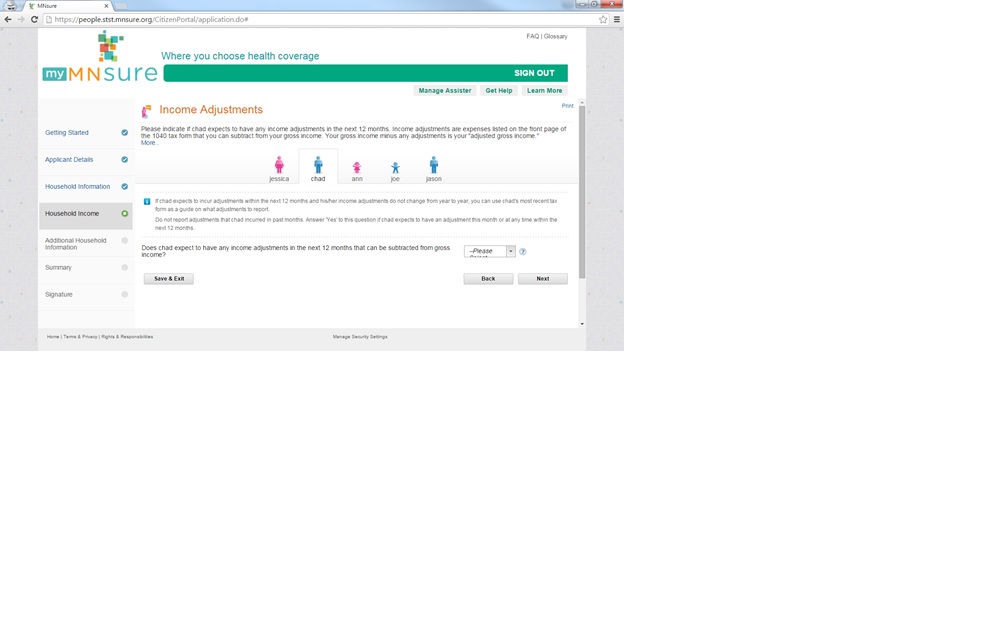 MNsure
https://people.stst.mnsure.org/CitizenPortal/application.do#
FAQ | Glossary
my MNsure
Where you choose health coverage
SIGN OUT
Manage Assister Get Help Learn More
Print
Income Adjustments
Please indicate if chad expects to have any income adjustments in the next 12 months. Income adjustments are expenses listed on the front page of
the 1040 tax form that you can subtract from your gross income. Your gross income minus any adjustments is your "adjusted gross income."
More..
Getting Started
Applicant Details
Household Information
Household Income
Additional Household
Information
Summary
Signature
jessica chad ann joe jason
If chad expects to incur adjustments within the next 12 months and his/her income adjustments do not change from year to year, you can use chad's most recent tax
form as a guide on what adjustments to report.
Do not report adjustments that chad incurred in past months. Answer 'Yes' to this question if chad expects to have an adjustment this month or at any time within the
next 12 months.
Does chad expect to have any income adjustments in the next 12 months that can be subtracted from gross
income?
--Please
Save & Exit Back Next
Home | Terms & Privacy | Rights & Responsibilities
Manage Security Settings